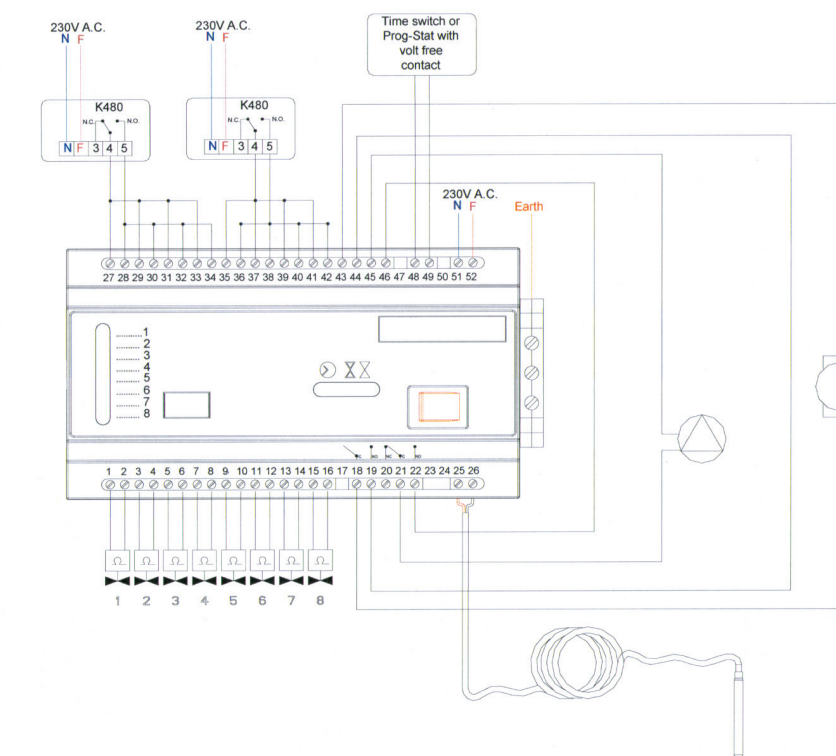 230V A.C.
N F
230V A.C.
N F
Time switch or
Prog-Stat with
volt free
contact
K480
N.C. N.O.
N F 3 4 5
K480
N.C. N.O.
N F 3 4 5
230V A.C.
N F
Earth
27 28 29 30 31 32 33 34 35 36 37 38 39 40 41 42 43 44 45 46 47 48 49 50 51 52
1
2
3
4
5
6
7
8
NO NO
1 2 3 4 5 6 7 8 9 10 11 12 13 14 15 16 17 18 19 20 21 22 23 24 25 26
Ω Ω Ω Ω Ω Ω Ω Ω
1 2 3 4 5 6 7 8